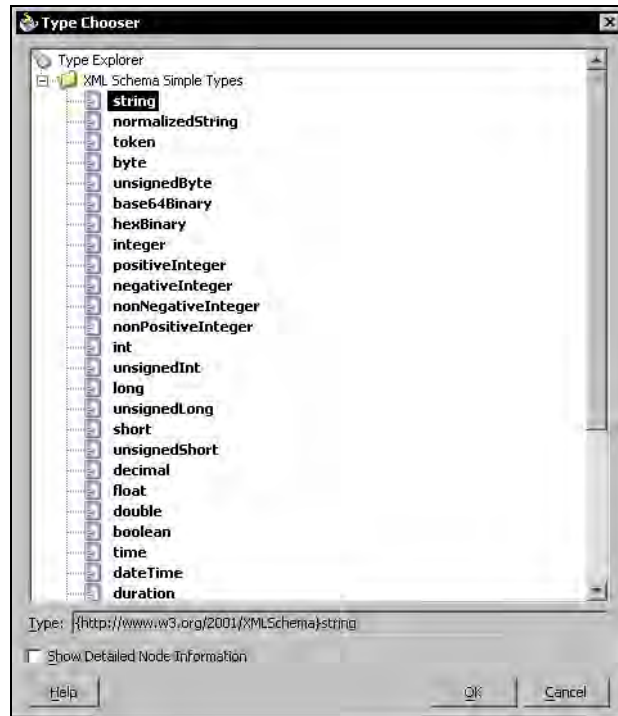 Type Chooser
Type Explorer
XML Schema Simple Types
string
normalizedString
token
byte
unsignedByte
base64Binary
hexBinary
integer
positiveInteger
negativeInteger
nonNegativeInteger
nonPositiveInteger
int
unsignedInt
long
unsignedLong
short
unsignedShort
decimal
float
double
boolean
time
dateTime
duration
Type: {http://www.w3.org/2001/XMLSchema}string
Show Detailed Node Information
Help OK Cancel